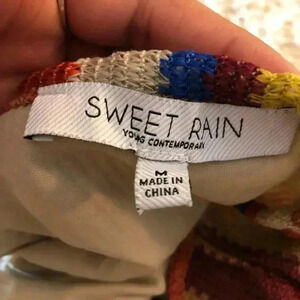 SWEET RAIN
YOUNG CONTEMPORARY
M
MADE IN
CHINA